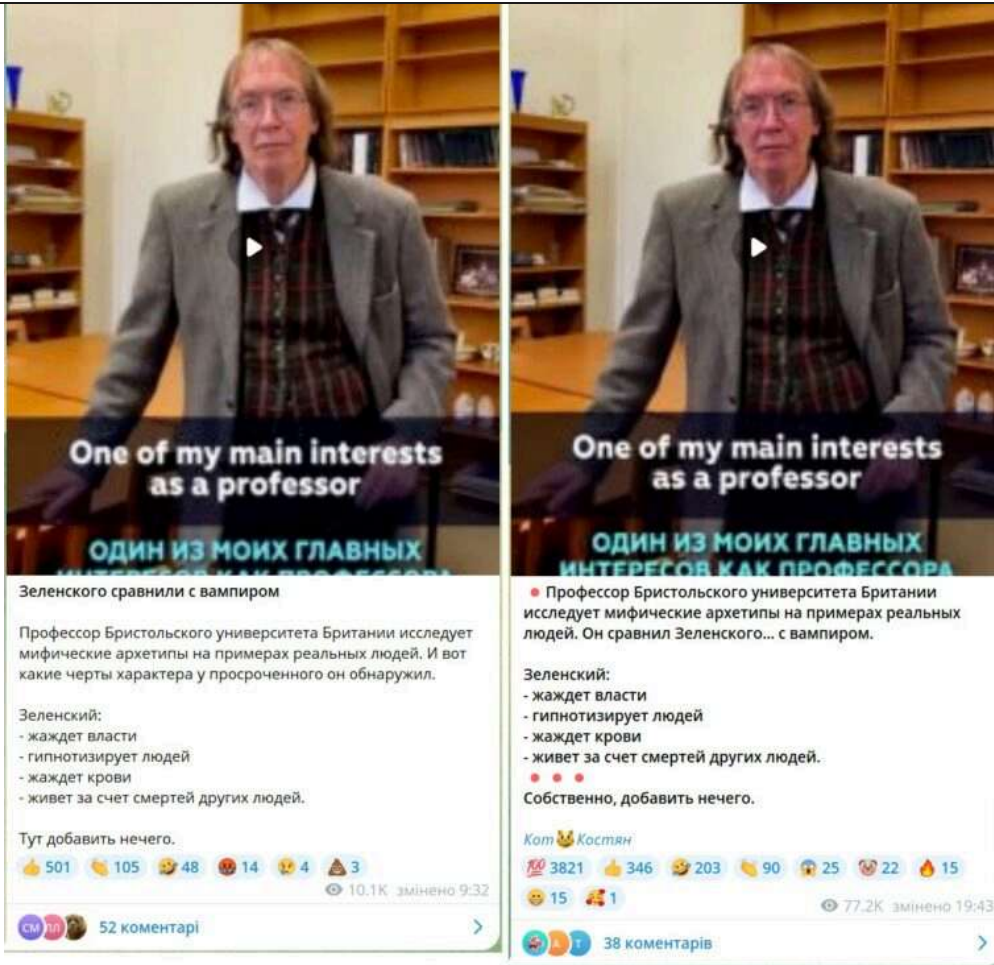 One of my main interests
as a professor
ОДИН ИЗ МОИХ ГЛАВНЫХ
ИНТЕРЕСОВ КАК ПРОФЕССОРА
Зеленского сравнили с вампиром
Профессор Бристольского университета Британии исследует
мифические архетипы на примерах реальных людей. И вот
какие черты характера у просроченного он обнаружил.
Зеленский:
- жаждет власти
- гипнотизирует людей
- жаждет крови
- живет за счет смертей других людей.
Тут добавить нечего.
501 105 48 14 4 3
10.1K змінено 9:32
СМ ПЛ 52 коментарі
One of my main interests
as a professor
ОДИН ИЗ МОИХ ГЛАВНЫХ
ИНТЕРЕСОВ КАК ПРОФЕССОРА
Профессор Бристольского университета Британии
исследует мифические архетипы на примерах реальных
людей. Он сравнил Зеленского... с вампиром.
Зеленский:
- жаждет власти
- гипнотизирует людей
- жаждет крови
- живет за счет смертей других людей.
Собственно, добавить нечего.
Кот Костян
100 3821 346 203 90 25 22 15
15 1
77.2K змінено 19:43
А Т 38 коментарів